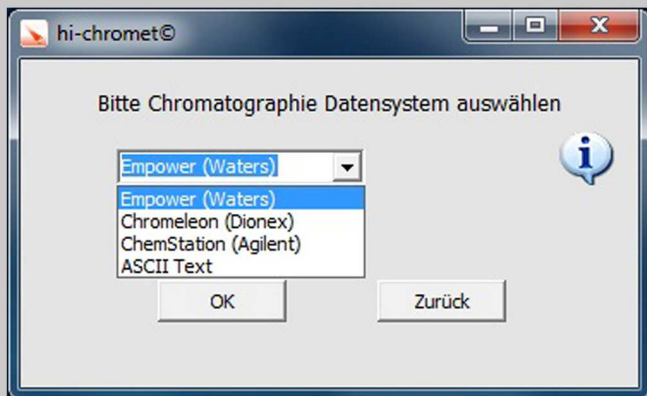 hi-chromet©
Bitte Chromatographie Datensystem auswählen
Empower (Waters)
Empower (Waters)
Chromeleon (Dionex)
ChemStation (Agilent)
ASCII Text
OK
Zurück